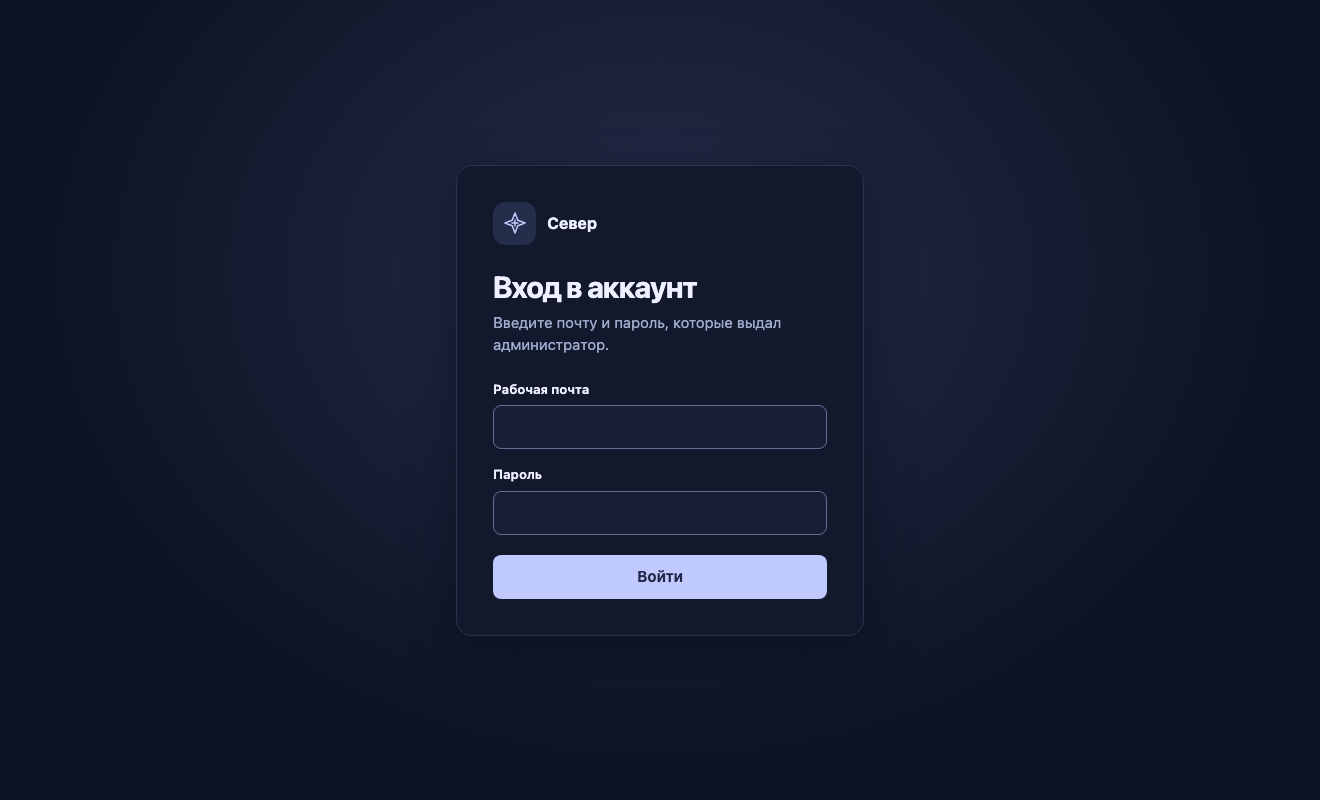 Север
Вход в аккаунт
Введите почту и пароль, которые выдал
администратор.
Рабочая почта
Пароль
Войти